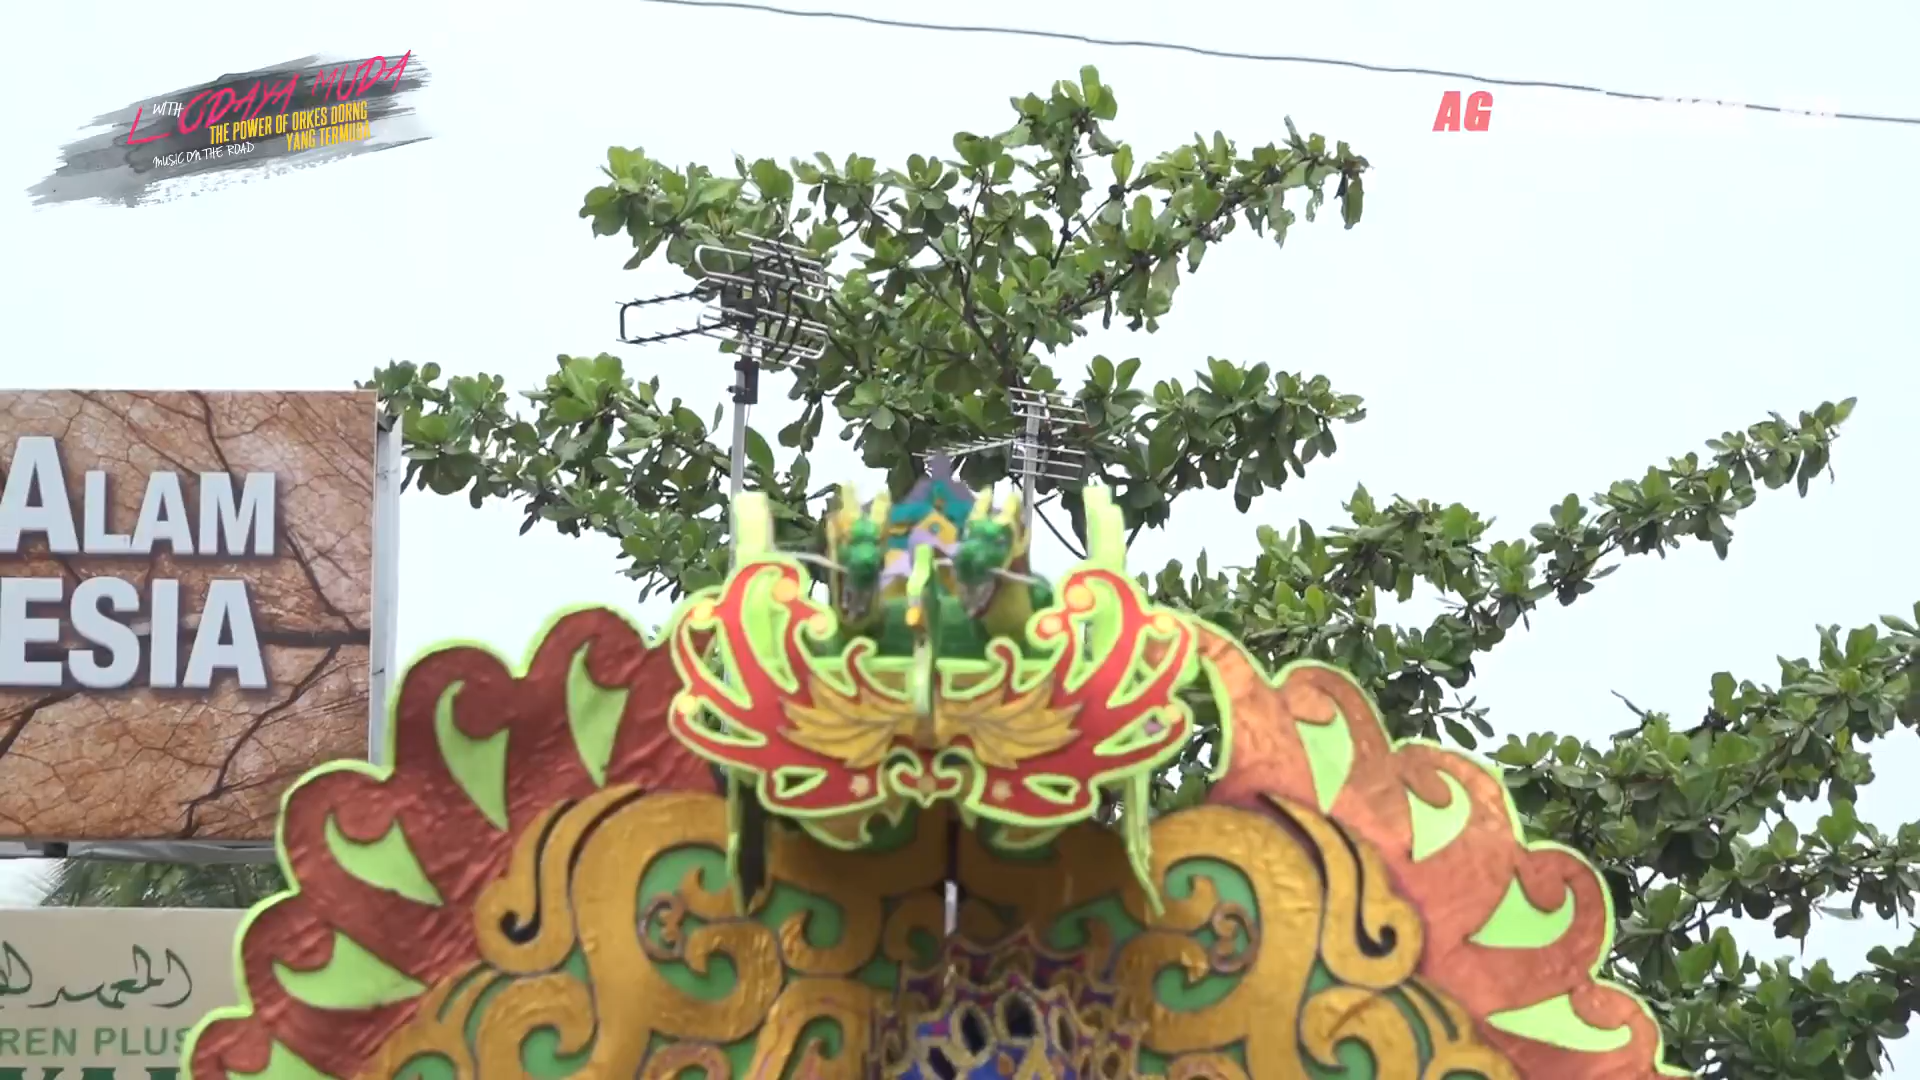 LODAYA MUDA
WITH
THE POWER OF ORKES DORNG
YANG TERMUDA
MUSIC ON THE ROAD
AG
ALAM
ESIA
المعهد
REN PLUS